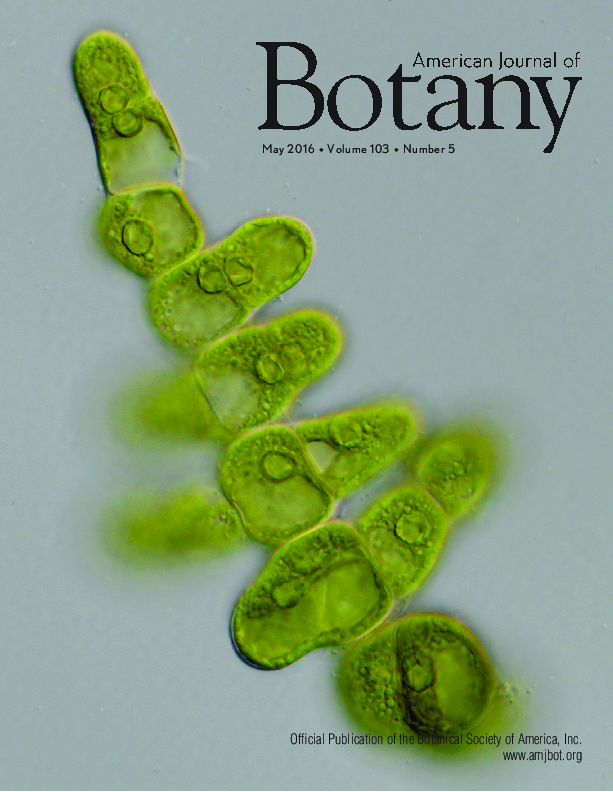 American Journal of
Botany
May 2016 • Volume 103 • Number 5
Official Publication of the Botanical Society of America, Inc.
www.amjbot.org